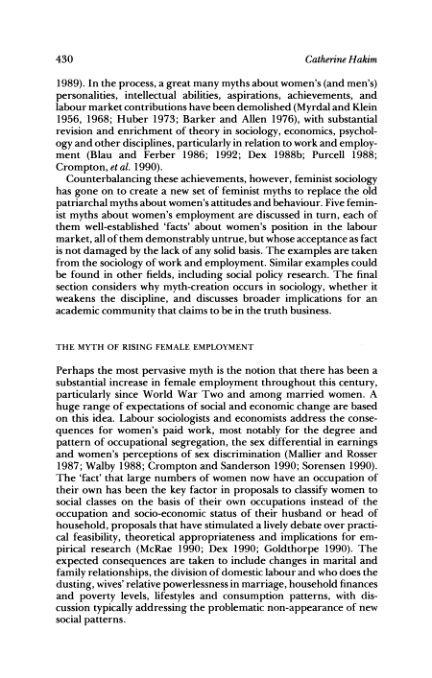 430 Catherine Hakim
1989). In the process, a great many myths about women's (and men's)
personalities, intellectual abilities, aspirations, achievements, and
labour market contributions have been demolished (Myrdal and Klein
1956, 1968; Huber 1973; Barker and Allen 1976), with substantial
revision and enrichment of theory in sociology, economics, psychol-
ogy and other disciplines, particularly in relation to work and employ-
ment (Blau and Ferber 1986; 1992; Dex 1988b; Purcell 1988;
Crompton, et al. 1990).
Counterbalancing these achievements, however, feminist sociology
has gone on to create a new set of feminist myths to replace the old
patriarchal myths about women's attitudes and behaviour. Five femin-
ist myths about women's employment are discussed in turn, each of
them well-established 'facts' about women's position in the labour
market, all of them demonstrably untrue, but whose acceptance as fact
is not damaged by the lack of any solid basis. The examples are taken
from the sociology of work and employment. Similar examples could
be found in other fields, including social policy research. The final
section considers why myth-creation occurs in sociology, whether it
weakens the discipline, and discusses broader implications for an
academic community that claims to be in the truth business.
THE MYTH OF RISING FEMALE EMPLOYMENT
Perhaps the most pervasive myth is the notion that there has been a
substantial increase in female employment throughout this century,
particularly since World War Two and among married women. A
huge range of expectations of social and economic change are based
on this idea. Labour sociologists and economists address the conse-
quences for women's paid work, most notably for the degree and
pattern of occupational segregation, the sex differential in earnings
and women's perceptions of sex discrimination (Mallier and Rosser
1987; Walby 1988; Crompton and Sanderson 1990; Sorensen 1990).
The 'fact' that large numbers of women now have an occupation of
their own has been the key factor in proposals to classify women to
social classes on the basis of their own occupations instead of the
occupation and socio-economic status of their husband or head of
household, proposals that have stimulated a lively debate over practi-
cal feasibility, theoretical appropriateness and implications for em-
pirical research (McRae 1990; Dex 1990; Goldthorpe 1990). The
expected consequences are taken to include changes in marital and
family relationships, the division of domestic labour and who does the
dusting, wives' relative powerlessness in marriage, household finances
and poverty levels, lifestyles and consumption patterns, with dis-
cussion typically addressing the problematic non-appearance of new
social patterns.